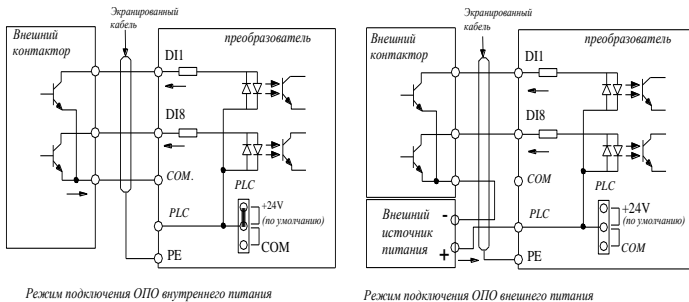 Экранированный
кабель
Внешний
контактор
преобразователь
DI1
DI8
COM.
PLC
+24V
(по умолчанию)
PLC
COM
PE
Режим подключения ОПО внутреннего питания
Экранированный
кабель
Внешний
контактор
преобразователь
DI1
DI8
COM
PLC
+24V
(по умолчанию)
PLC
COM
Внешний
источник
питания
-
+
PE
Режим подключения ОПО внешнего питания